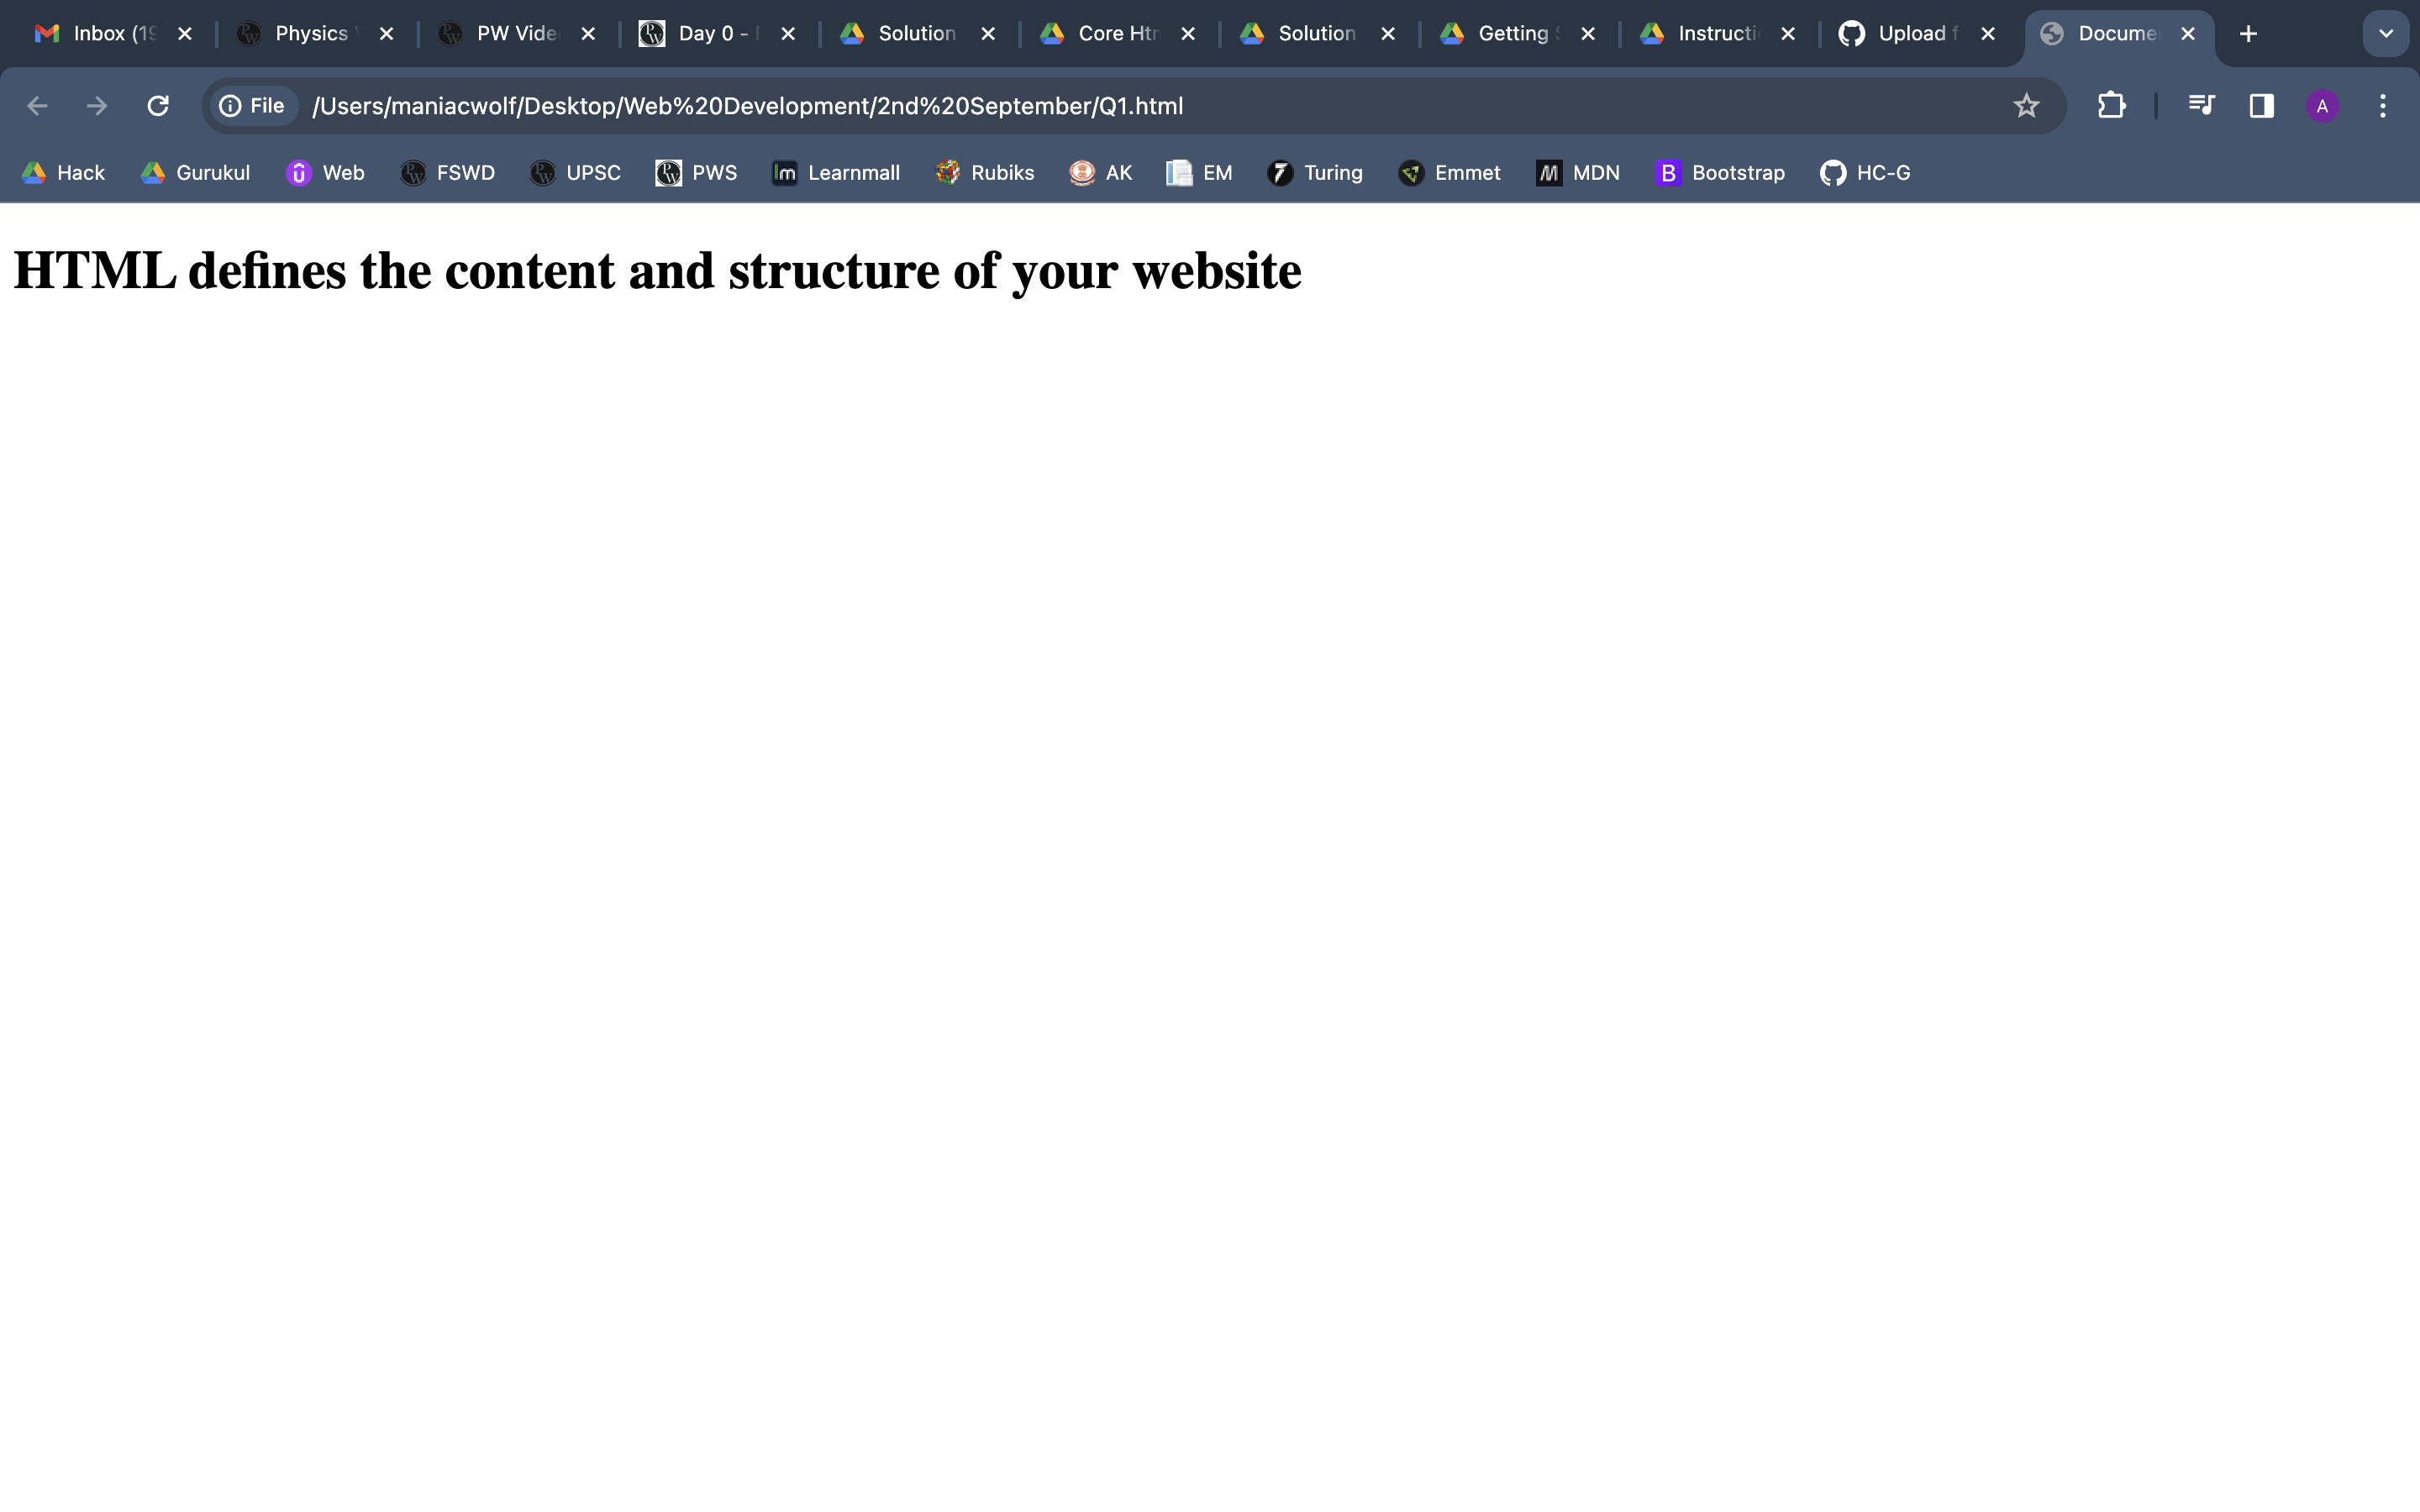 Inbox (19
Physics
PW Vide
Day 0 -
Solution
Core Htr
Solution
Getting
Instructi
Upload f
Docume
File /Users/maniacwolf/Desktop/Web%20Development/2nd%20September/Q1.html
A
Hack
Gurukul
Web
FSWD
UPSC
PWS
lm Learnmall
Rubiks
AK
EM
Turing
Emmet
MDN
B Bootstrap
HC-G
HTML defines the content and structure of your website